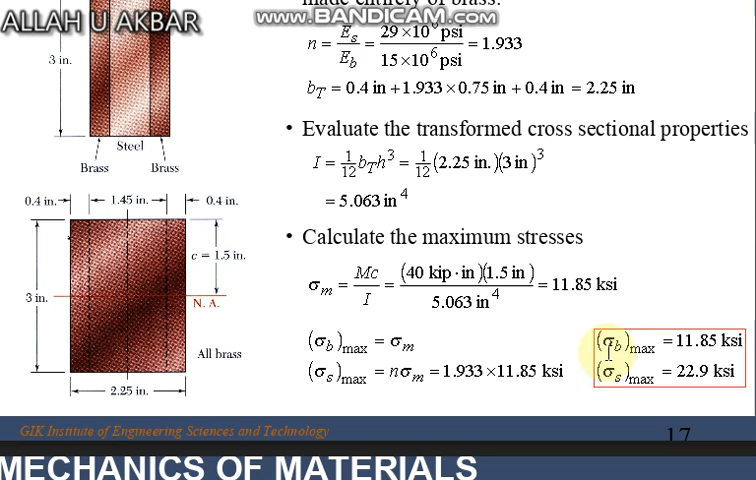 made entirely of brass.
www.BANDICAM.com
ALLAH U AKBAR
n = E_s / E_b = 29×10^6 psi / 15×10^6 psi = 1.933
b_T = 0.4 in + 1.933 × 0.75 in + 0.4 in = 2.25 in
3 in.
Steel
Brass Brass
• Evaluate the transformed cross sectional properties
I = 1/12 b_T h^3 = 1/12 (2.25 in.)(3 in)^3
= 5.063 in^4
0.4 in. 1.45 in. 0.4 in.
c = 1.5 in.
3 in.
N. A.
All brass
2.25 in.
• Calculate the maximum stresses
σ_m = Mc / I = (40 kip·in)(1.5 in) / 5.063 in^4 = 11.85 ksi
(σ_b)_max = σ_m
(σ_s)_max = nσ_m = 1.933 × 11.85 ksi
(σ_b)_max = 11.85 ksi
(σ_s)_max = 22.9 ksi
GIK Institute of Engineering Sciences and Technology
17
MECHANICS OF MATERIALS